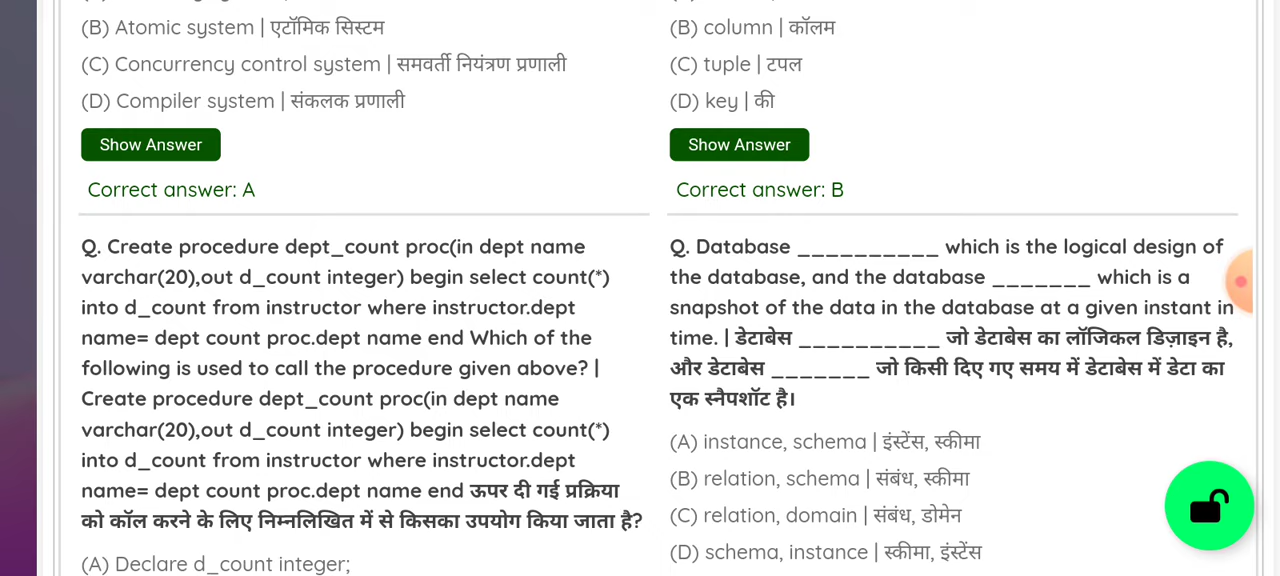 (B) Atomic system | एटॉमिक सिस्टम
(C) Concurrency control system | समवर्ती नियंत्रण प्रणाली
(D) Compiler system | संकलक प्रणाली
Show Answer
Correct answer: A
Q. Create procedure dept_count proc(in dept name
varchar(20),out d_count integer) begin select count(*)
into d_count from instructor where instructor.dept
name= dept count proc.dept name end Which of the
following is used to call the procedure given above? |
Create procedure dept_count proc(in dept name
varchar(20),out d_count integer) begin select count(*)
into d_count from instructor where instructor.dept
name= dept count proc.dept name end ऊपर दी गई प्रक्रिया
को कॉल करने के लिए निम्नलिखित में से किसका उपयोग किया जाता है?
(A) Declare d_count integer;
(B) column | कॉलम
(C) tuple | टपल
(D) key | की
Show Answer
Correct answer: B
Q. Database __________ which is the logical design of
the database, and the database _______ which is a
snapshot of the data in the database at a given instant in
time. | डेटाबेस __________ जो डेटाबेस का लॉजिकल डिज़ाइन है,
और डेटाबेस _______ जो किसी दिए गए समय में डेटाबेस में डेटा का
एक स्नैपशॉट है।
(A) instance, schema | इंस्टेंस, स्कीमा
(B) relation, schema | संबंध, स्कीमा
(C) relation, domain | संबंध, डोमेन
(D) schema, instance | स्कीमा, इंस्टेंस